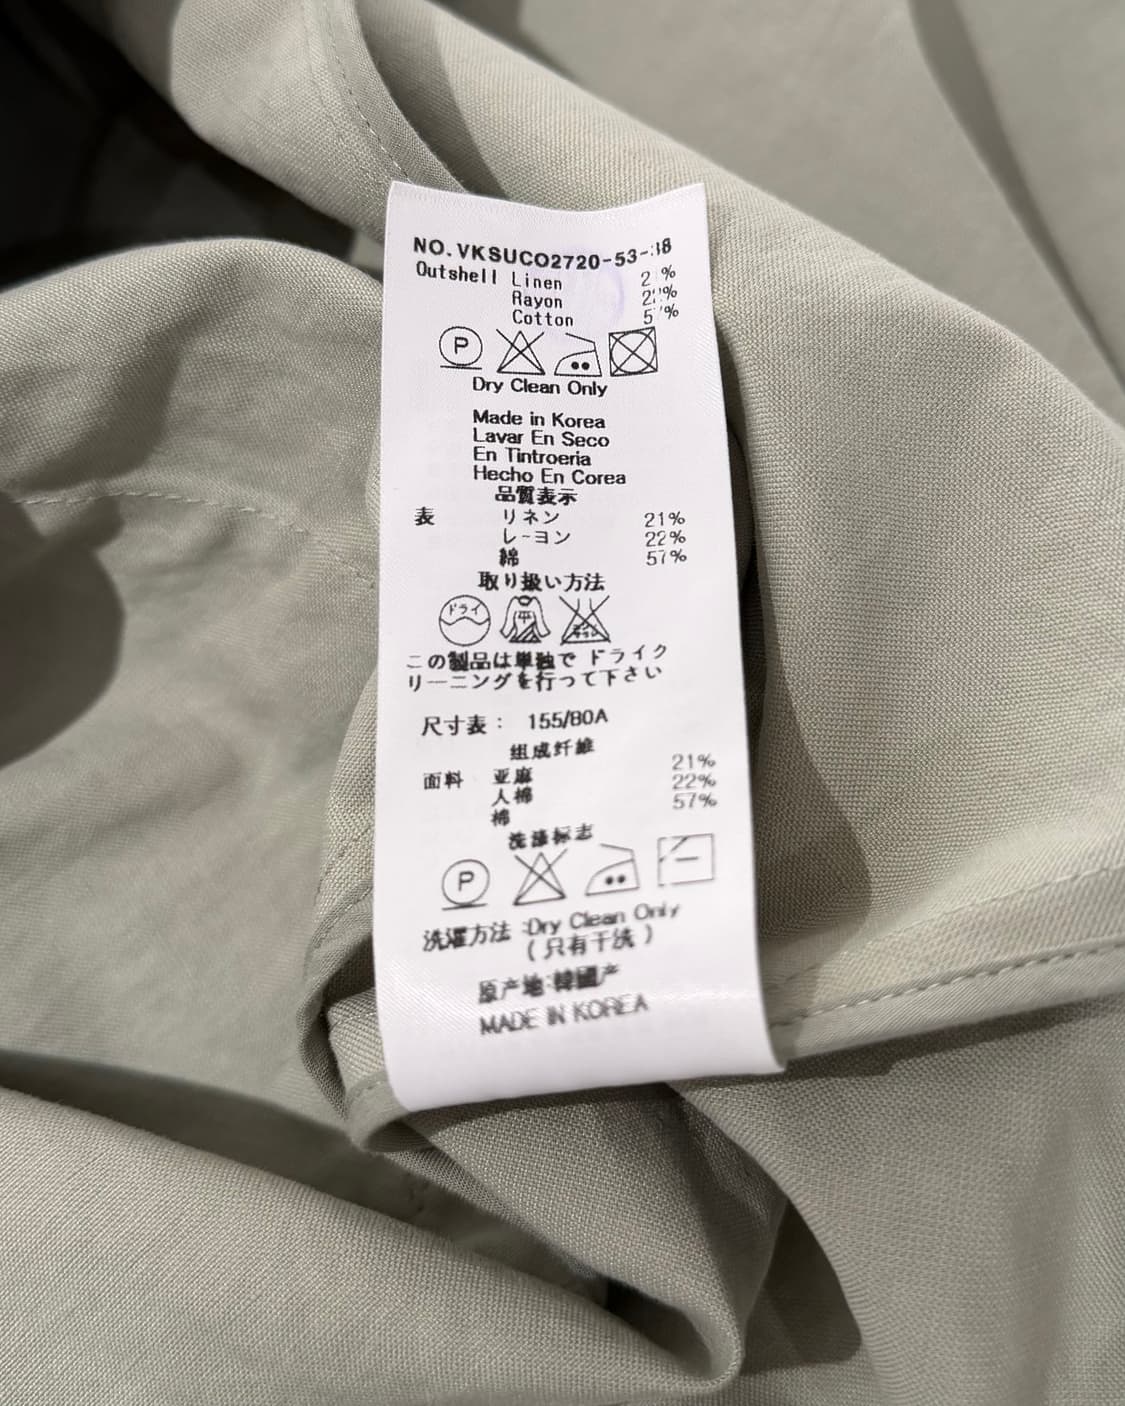 Outshell Linen
Rayon
Cotton
P
Dry Clean Only
Made in Korea
Lavar En Seco
En Tintroeria
Hecho En Corea
品質表示
表 リネン 21%
レ-ヨン 22%
綿 57%
取り扱い方法
ドライ 平
この製品は単独で ドライク
リーニングを行って下さい
尺寸表： 155/80A
组成纤维
面料 亚麻 21%
人棉 22%
棉 57%
洗涤标志
P
洗濯方法 :Dry Clean Only
(只有干洗)
原产地:韓國产
MADE IN KOREA